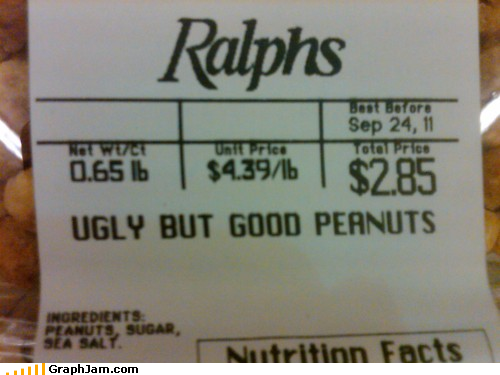 Ralphs
Best Before
Sep 24, 11
Net Wt/Ct Unit Price Total Price
0.65 lb $4.39/lb $2.85
UGLY BUT GOOD PEANUTS
INGREDIENTS:
PEANUTS, SUGAR,
SEA SALT.
Nutrition Facts
GraphJam.com